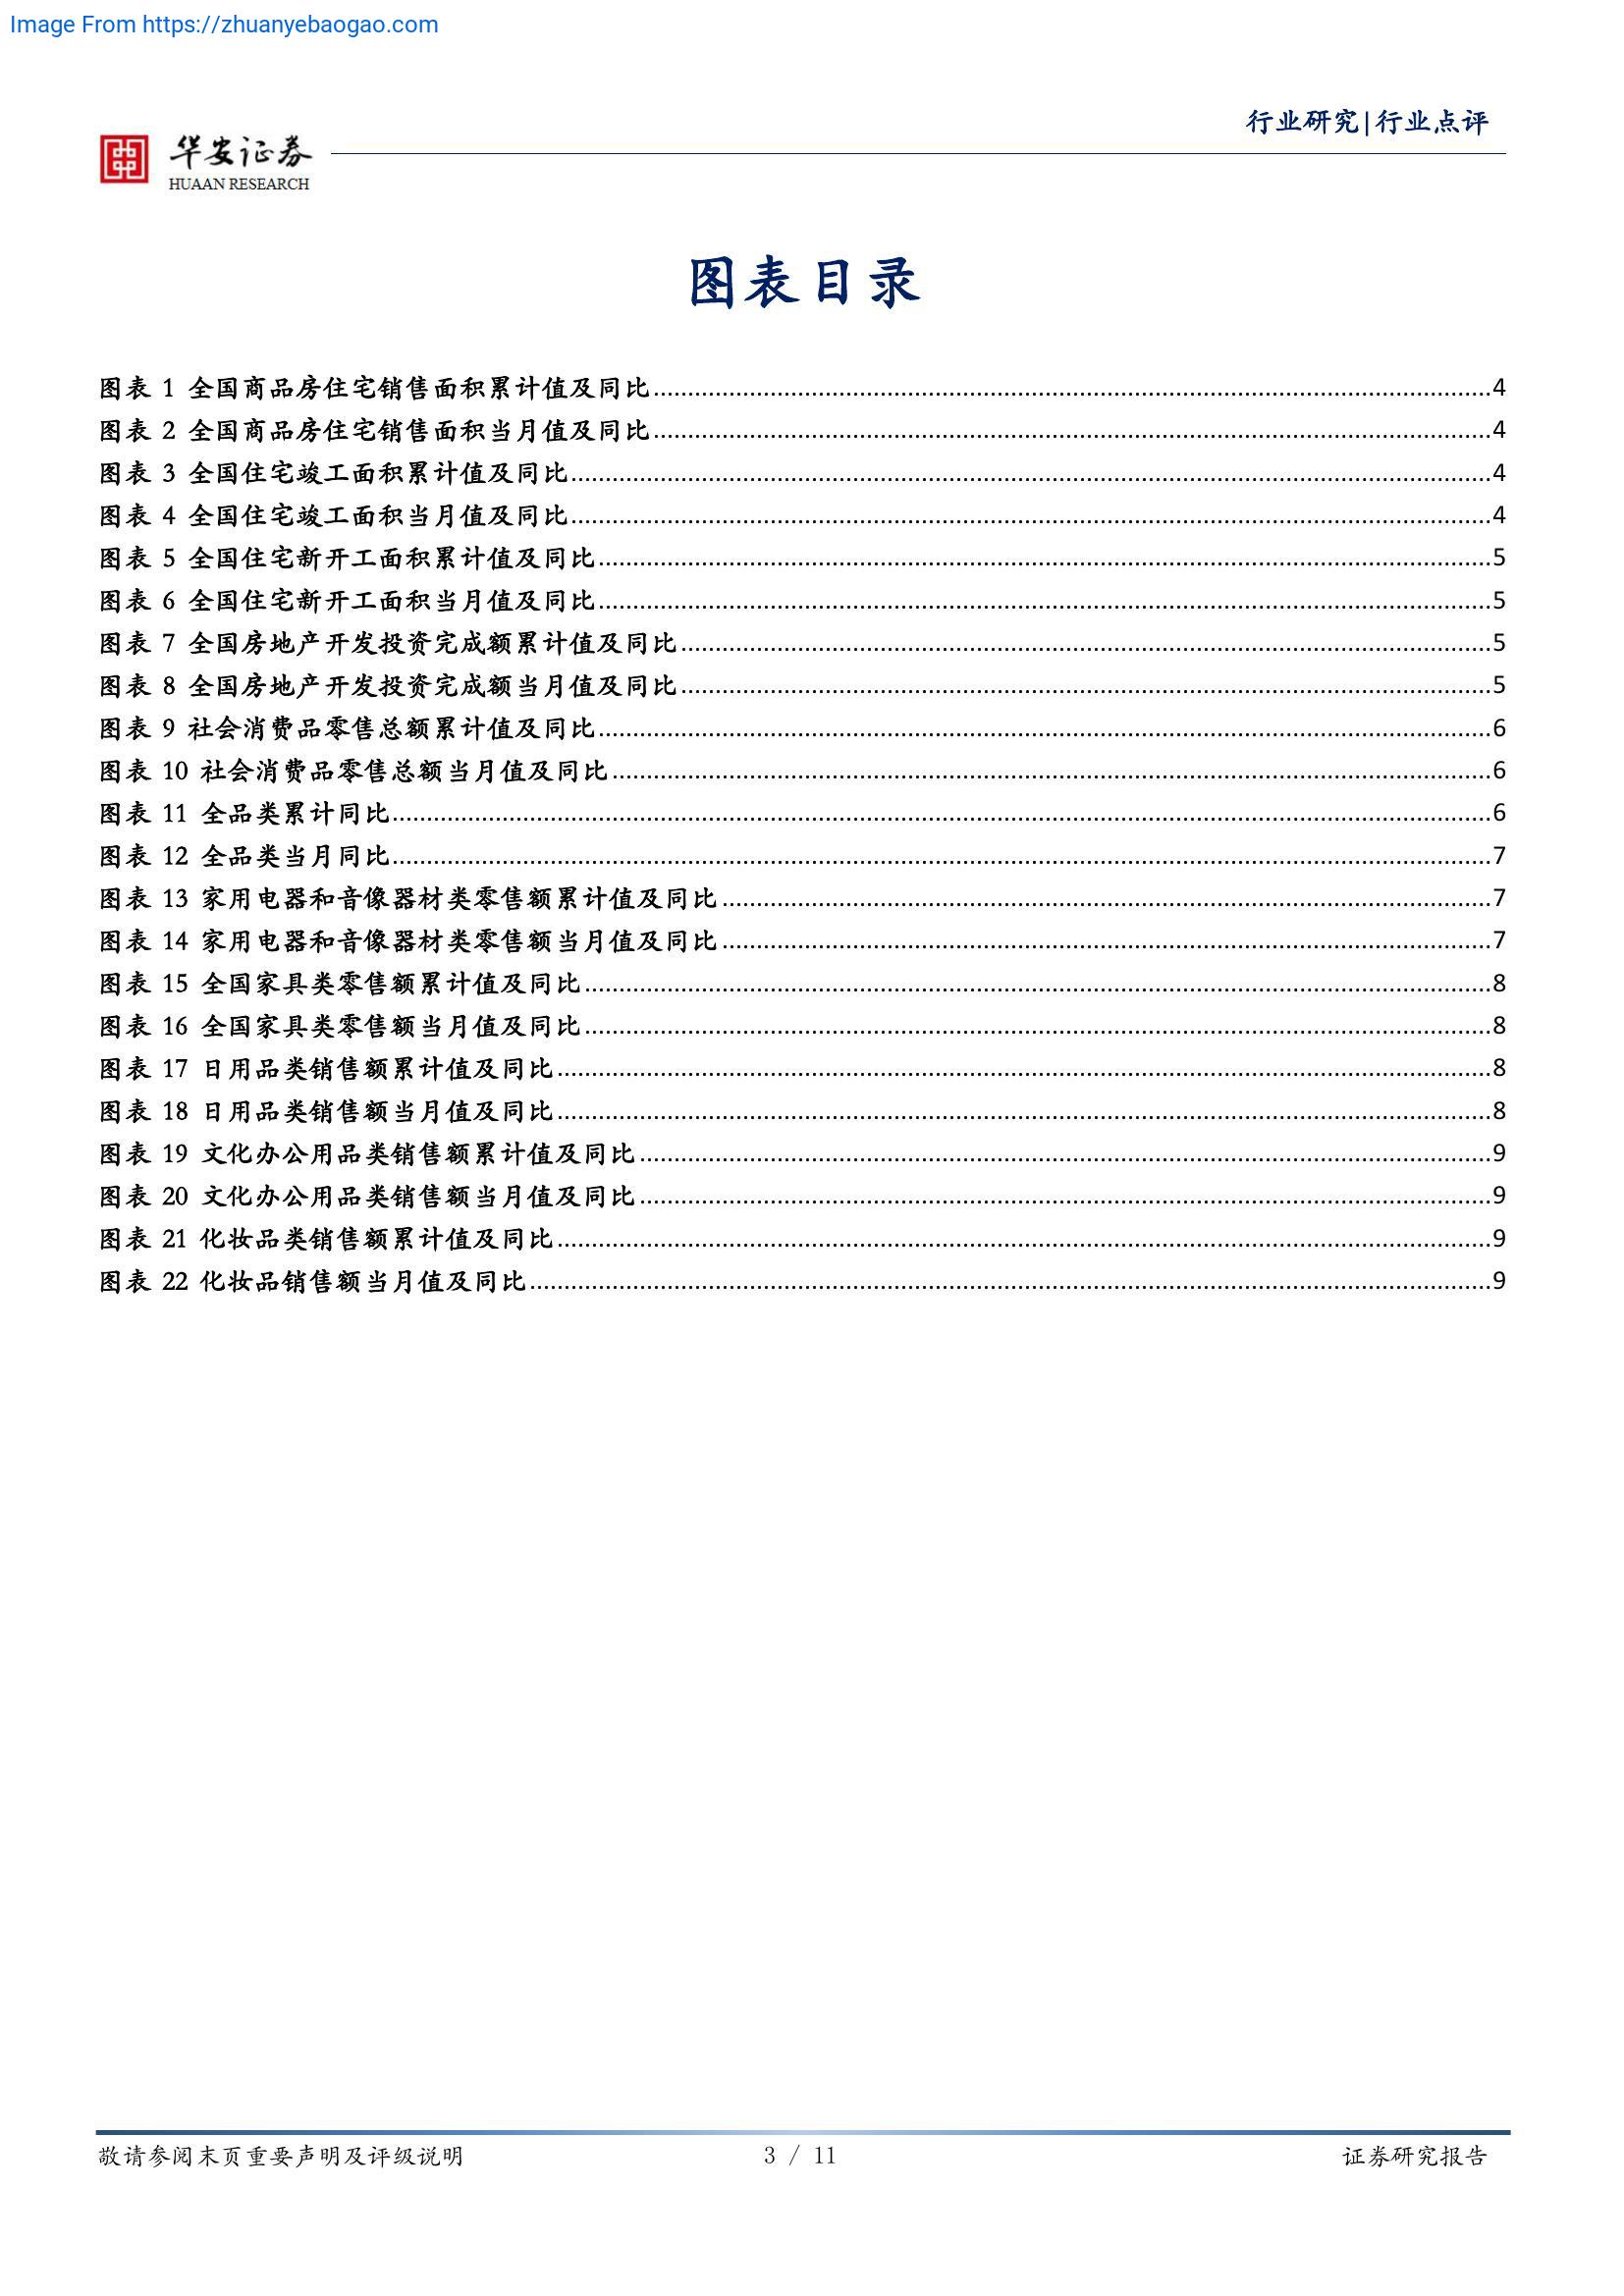 Image From https://zhuanyebaogao.com
行业研究|行业点评
华安证券
HUAAN RESEARCH
图表目录
图表 1 全国商品房住宅销售面积累计值及同比 4
图表 2 全国商品房住宅销售面积当月值及同比 4
图表 3 全国住宅竣工面积累计值及同比 4
图表 4 全国住宅竣工面积当月值及同比 4
图表 5 全国住宅新开工面积累计值及同比 5
图表 6 全国住宅新开工面积当月值及同比 5
图表 7 全国房地产开发投资完成额累计值及同比 5
图表 8 全国房地产开发投资完成额当月值及同比 5
图表 9 社会消费品零售总额累计值及同比 6
图表 10 社会消费品零售总额当月值及同比 6
图表 11 全品类累计同比 6
图表 12 全品类当月同比 7
图表 13 家用电器和音像器材类零售额累计值及同比 7
图表 14 家用电器和音像器材类零售额当月值及同比 7
图表 15 全国家具类零售额累计值及同比 8
图表 16 全国家具类零售额当月值及同比 8
图表 17 日用品类销售额累计值及同比 8
图表 18 日用品类销售额当月值及同比 8
图表 19 文化办公用品类销售额累计值及同比 9
图表 20 文化办公用品类销售额当月值及同比 9
图表 21 化妆品类销售额累计值及同比 9
图表 22 化妆品销售额当月值及同比 9
敬请参阅末页重要声明及评级说明 3 / 11 证券研究报告